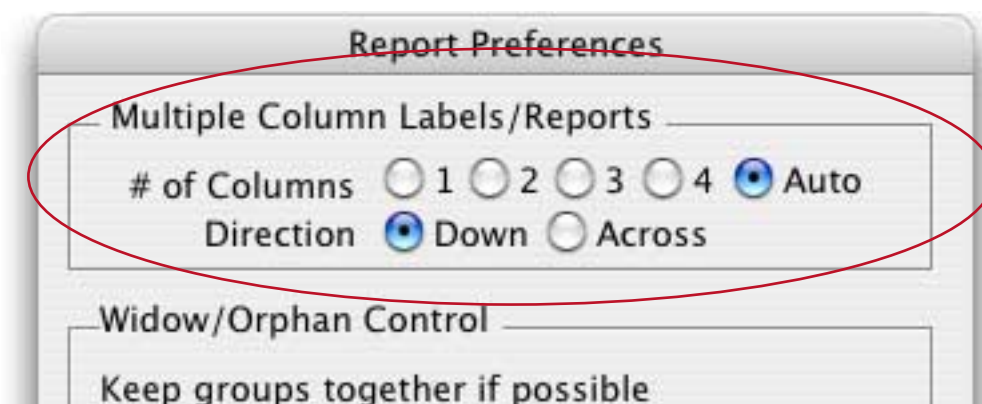 Report Preferences
Multiple Column Labels/Reports
# of Columns 1 2 3 4 Auto
Direction Down Across
Widow/Orphan Control
Keep groups together if possible